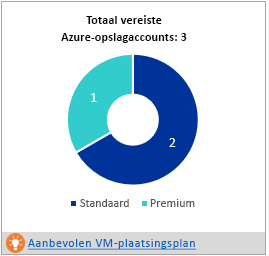 Totaal vereiste
Azure-opslagaccounts: 3
1
2
Standaard Premium
Aanbevolen VM-plaatsingsplan